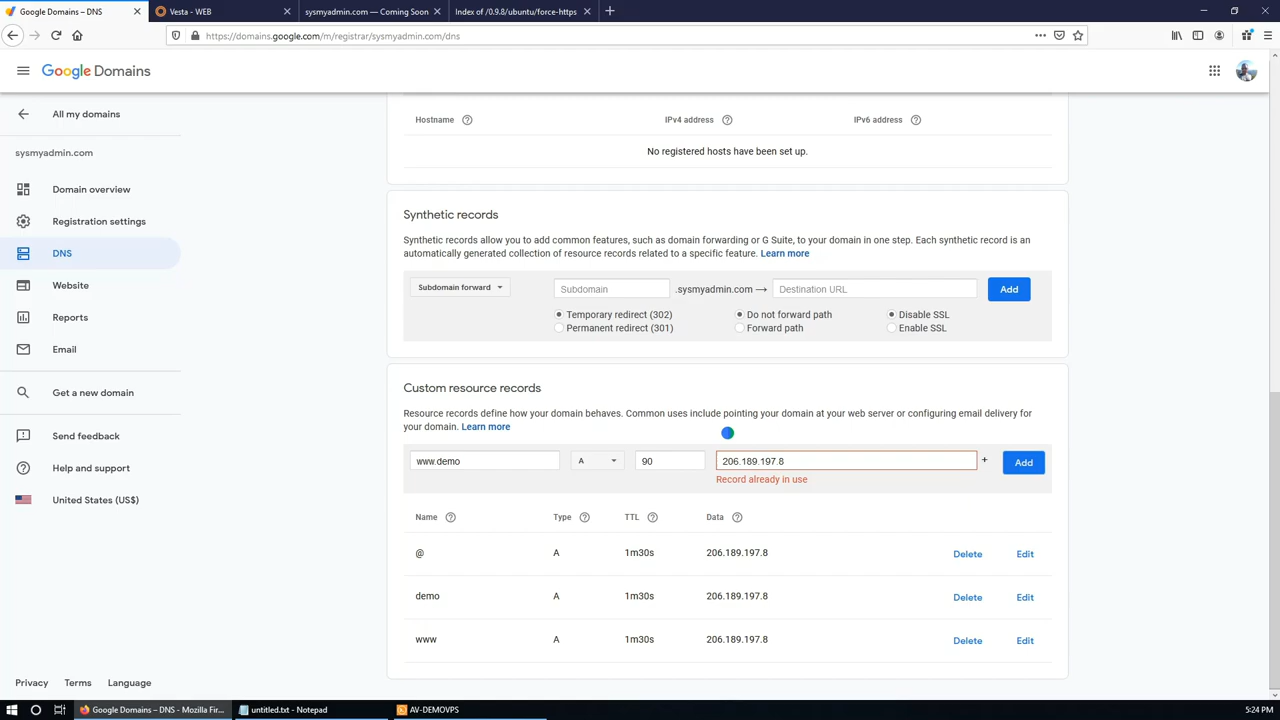 Google Domains – DNS
Vesta - WEB
sysmyadmin.com — Coming Soon
Index of /0.9.8/ubuntu/force-https
https://domains.google.com/m/registrar/sysmyadmin.com/dns
Google Domains
All my domains
sysmyadmin.com
Domain overview
Registration settings
DNS
Website
Reports
Email
Get a new domain
Send feedback
Help and support
United States (US$)
Privacy Terms Language
Hostname IPv4 address IPv6 address
No registered hosts have been set up.
Synthetic records
Synthetic records allow you to add common features, such as domain forwarding or G Suite, to your domain in one step. Each synthetic record is an
automatically generated collection of resource records related to a specific feature. Learn more
Subdomain forward Subdomain .sysmyadmin.com → Destination URL Add
Temporary redirect (302) Do not forward path Disable SSL
Permanent redirect (301) Forward path Enable SSL
Custom resource records
Resource records define how your domain behaves. Common uses include pointing your domain at your web server or configuring email delivery for
your domain. Learn more
www.demo A 90 206.189.197.8 + Add
Record already in use
Name Type TTL Data
@ A 1m30s 206.189.197.8 Delete Edit
demo A 1m30s 206.189.197.8 Delete Edit
www A 1m30s 206.189.197.8 Delete Edit
Google Domains – DNS - Mozilla Fir...
untitled.txt - Notepad
AV-DEMOVPS
5:24 PM